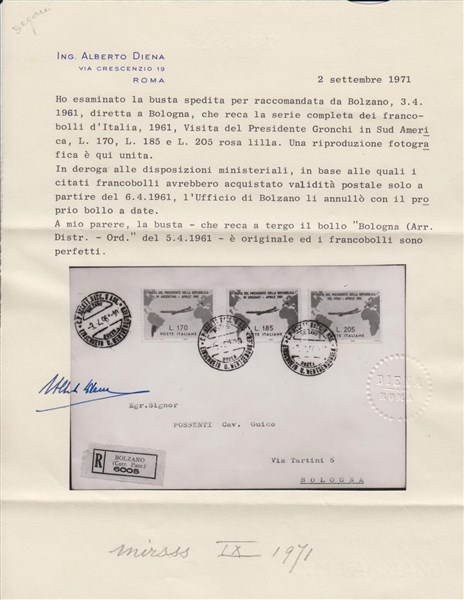 ING. ALBERTO DIENA
VIA CRESCENZIO 19
ROMA
2 settembre 1971
Ho esaminato la busta spedita per raccomandata da Bolzano, 3.4.
1961, diretta a Bologna, che reca la serie completa dei franco-
bolli d'Italia, 1961, Visita del Presidente Gronchi in Sud Ameri
ca, L. 170, L. 185 e L. 205 rosa lilla. Una riproduzione fotogra
fica è qui unita.
In deroga alle disposizioni ministeriali, in base alle quali i
citati francobolli avrebbero acquistato validità postale solo a
partire del 6.4.1961, l'Ufficio di Bolzano li annullò con il pro
prio bollo a date.
A mio parere, la busta - che reca a tergo il bollo "Bologna (Arr.
Distr. - Ord." del 5.4.1961 - è originale ed i francobolli sono
perfetti.
L. 170
L. 185
L. 205
POSTE ITALIANE
POSTE ITALIANE
POSTE ITALIANE
DIENA
ROMA
Egr.Signor
POSSENTI Cav. Guido
Via Tartini 6
BOLOGNA
R
BOLZANO
(Corr. Pacc.)
6005
IX 1971